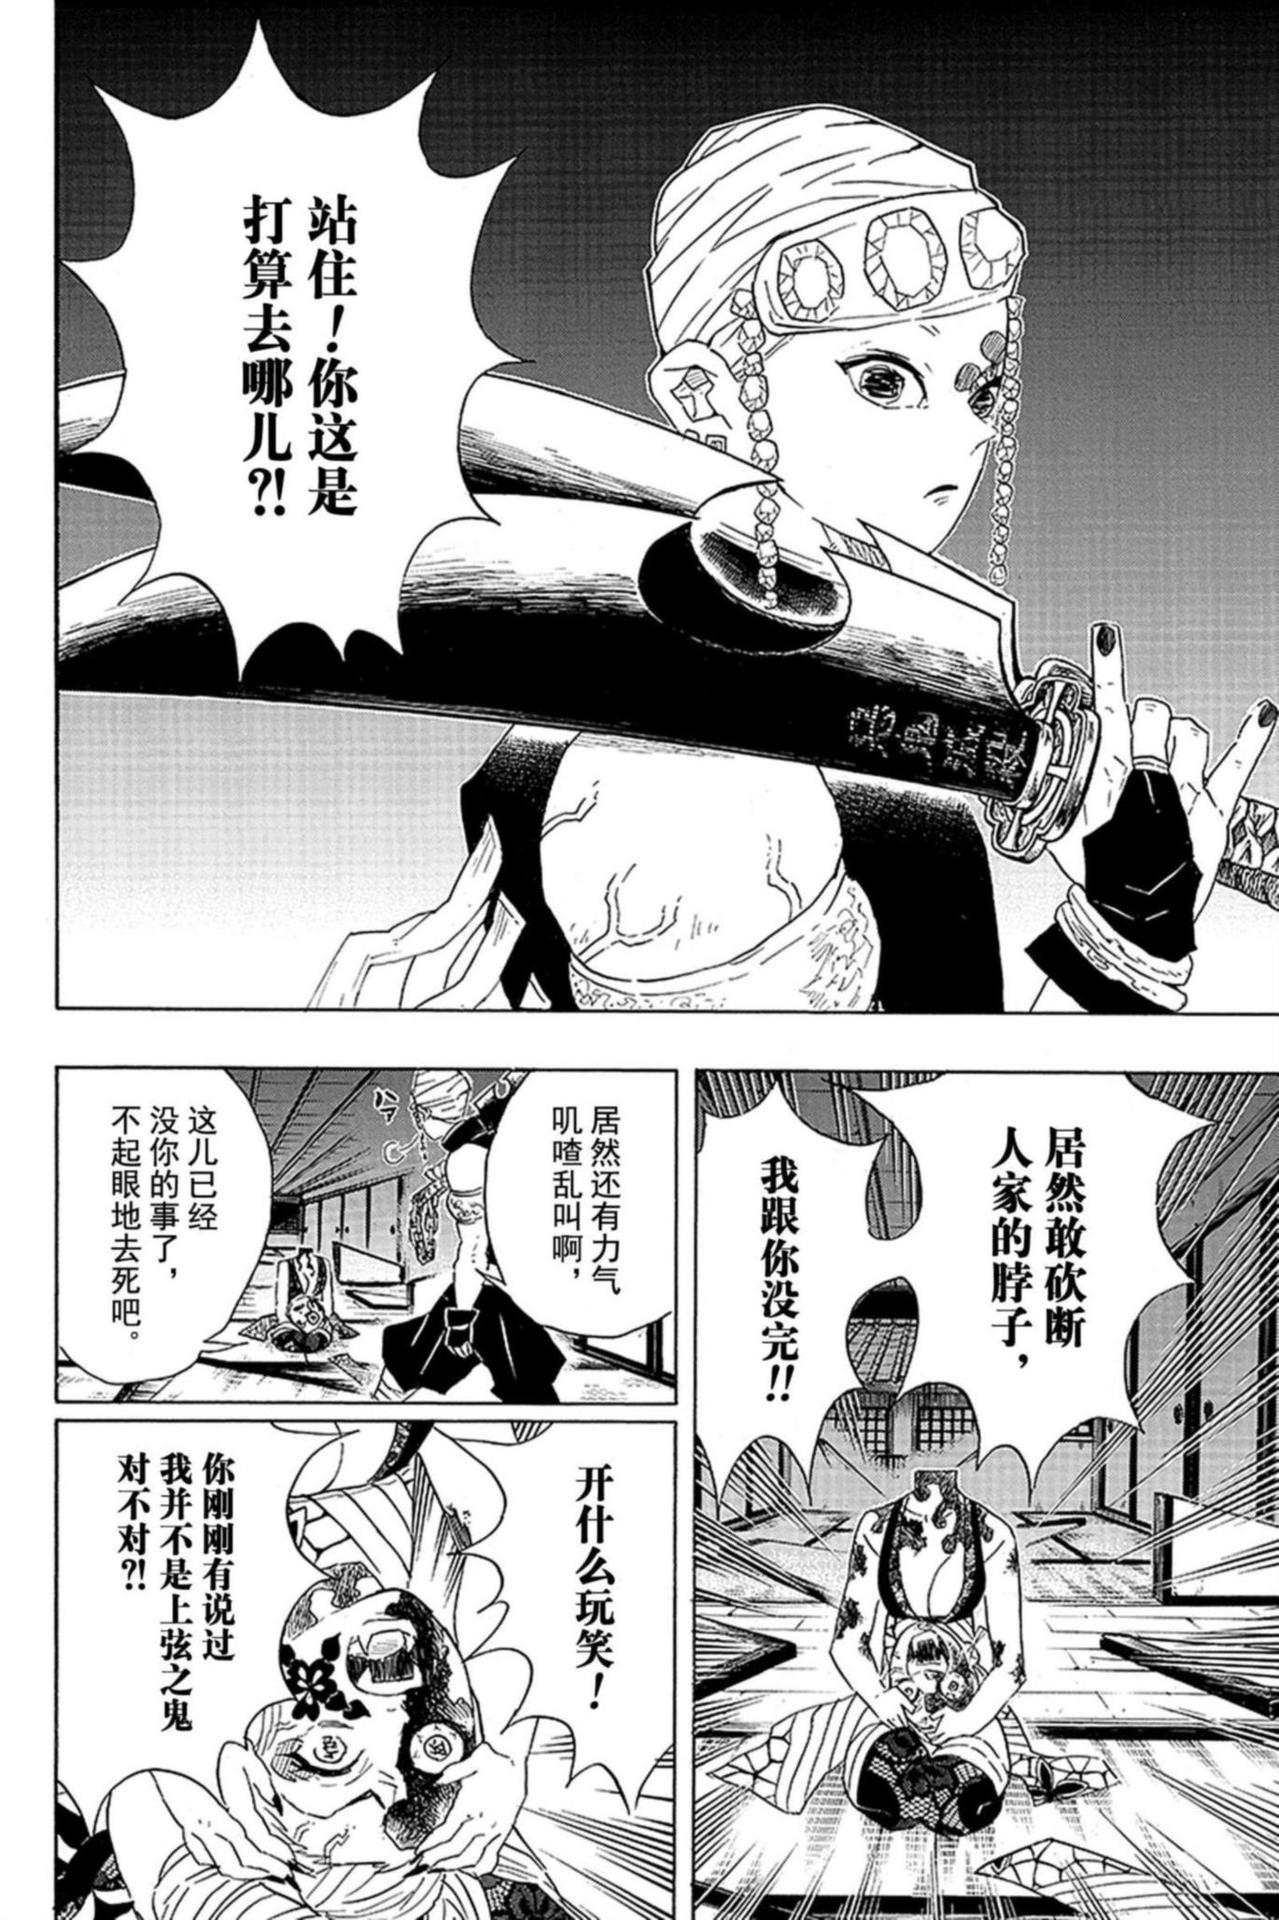 站住！你这是
打算去哪儿?!
居然敢砍断
人家的脖子，
我跟你没完!!
居然还有力气
叽喳乱叫啊，
ハァ
这儿已经
没你的事了，
不起眼地去死吧。
开什么玩笑！
你刚刚有说过
我并不是上弦之鬼
对不对?!